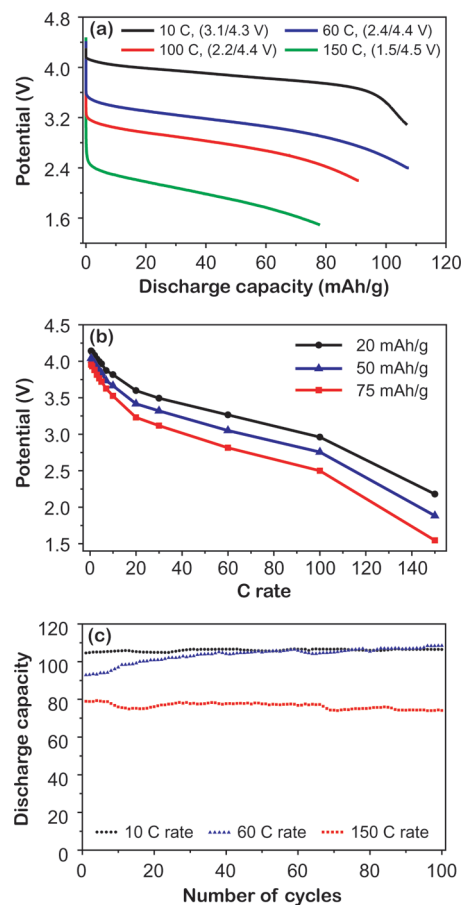 (a)
10 C, (3.1/4.3 V)
60 C, (2.4/4.4 V)
100 C, (2.2/4.4 V)
150 C, (1.5/4.5 V)
4.8
4.0
3.2
2.4
1.6
Potential (V)
0 20 40 60 80 100 120
Discharge capacity (mAh/g)
(b)
20 mAh/g
50 mAh/g
75 mAh/g
4.5
4.0
3.5
3.0
2.5
2.0
1.5
Potential (V)
0 20 40 60 80 100 120 140
C rate
(c)
120
100
80
60
40
20
0
Discharge capacity
10 C rate 60 C rate 150 C rate
0 20 40 60 80 100
Number of cycles